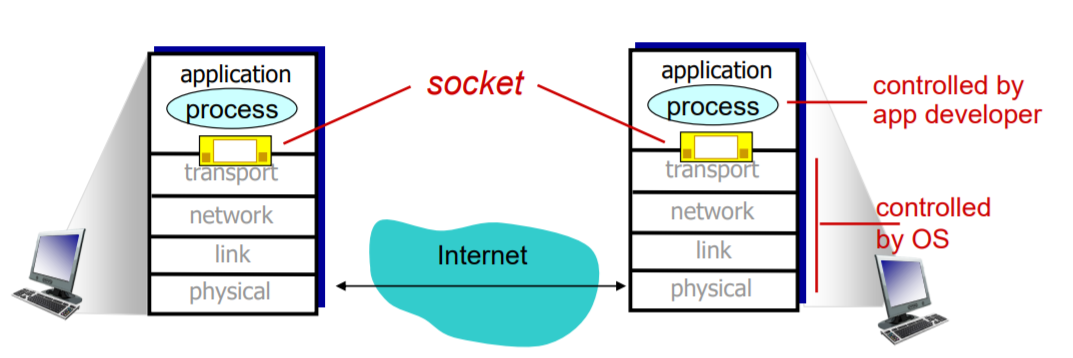 application
process
transport
network
link
physical
socket
Internet
application
process
transport
network
link
physical
controlled by
app developer
controlled
by OS